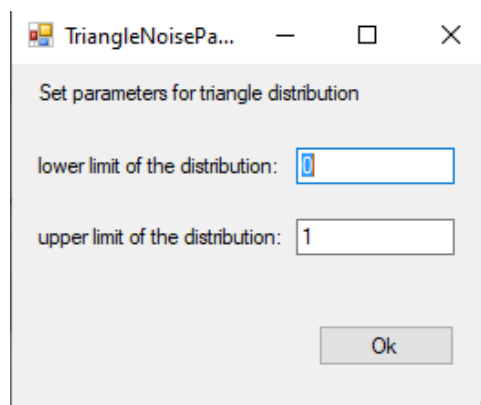 TriangleNoisePa...
Set parameters for triangle distribution
lower limit of the distribution: 0
upper limit of the distribution: 1
Ok